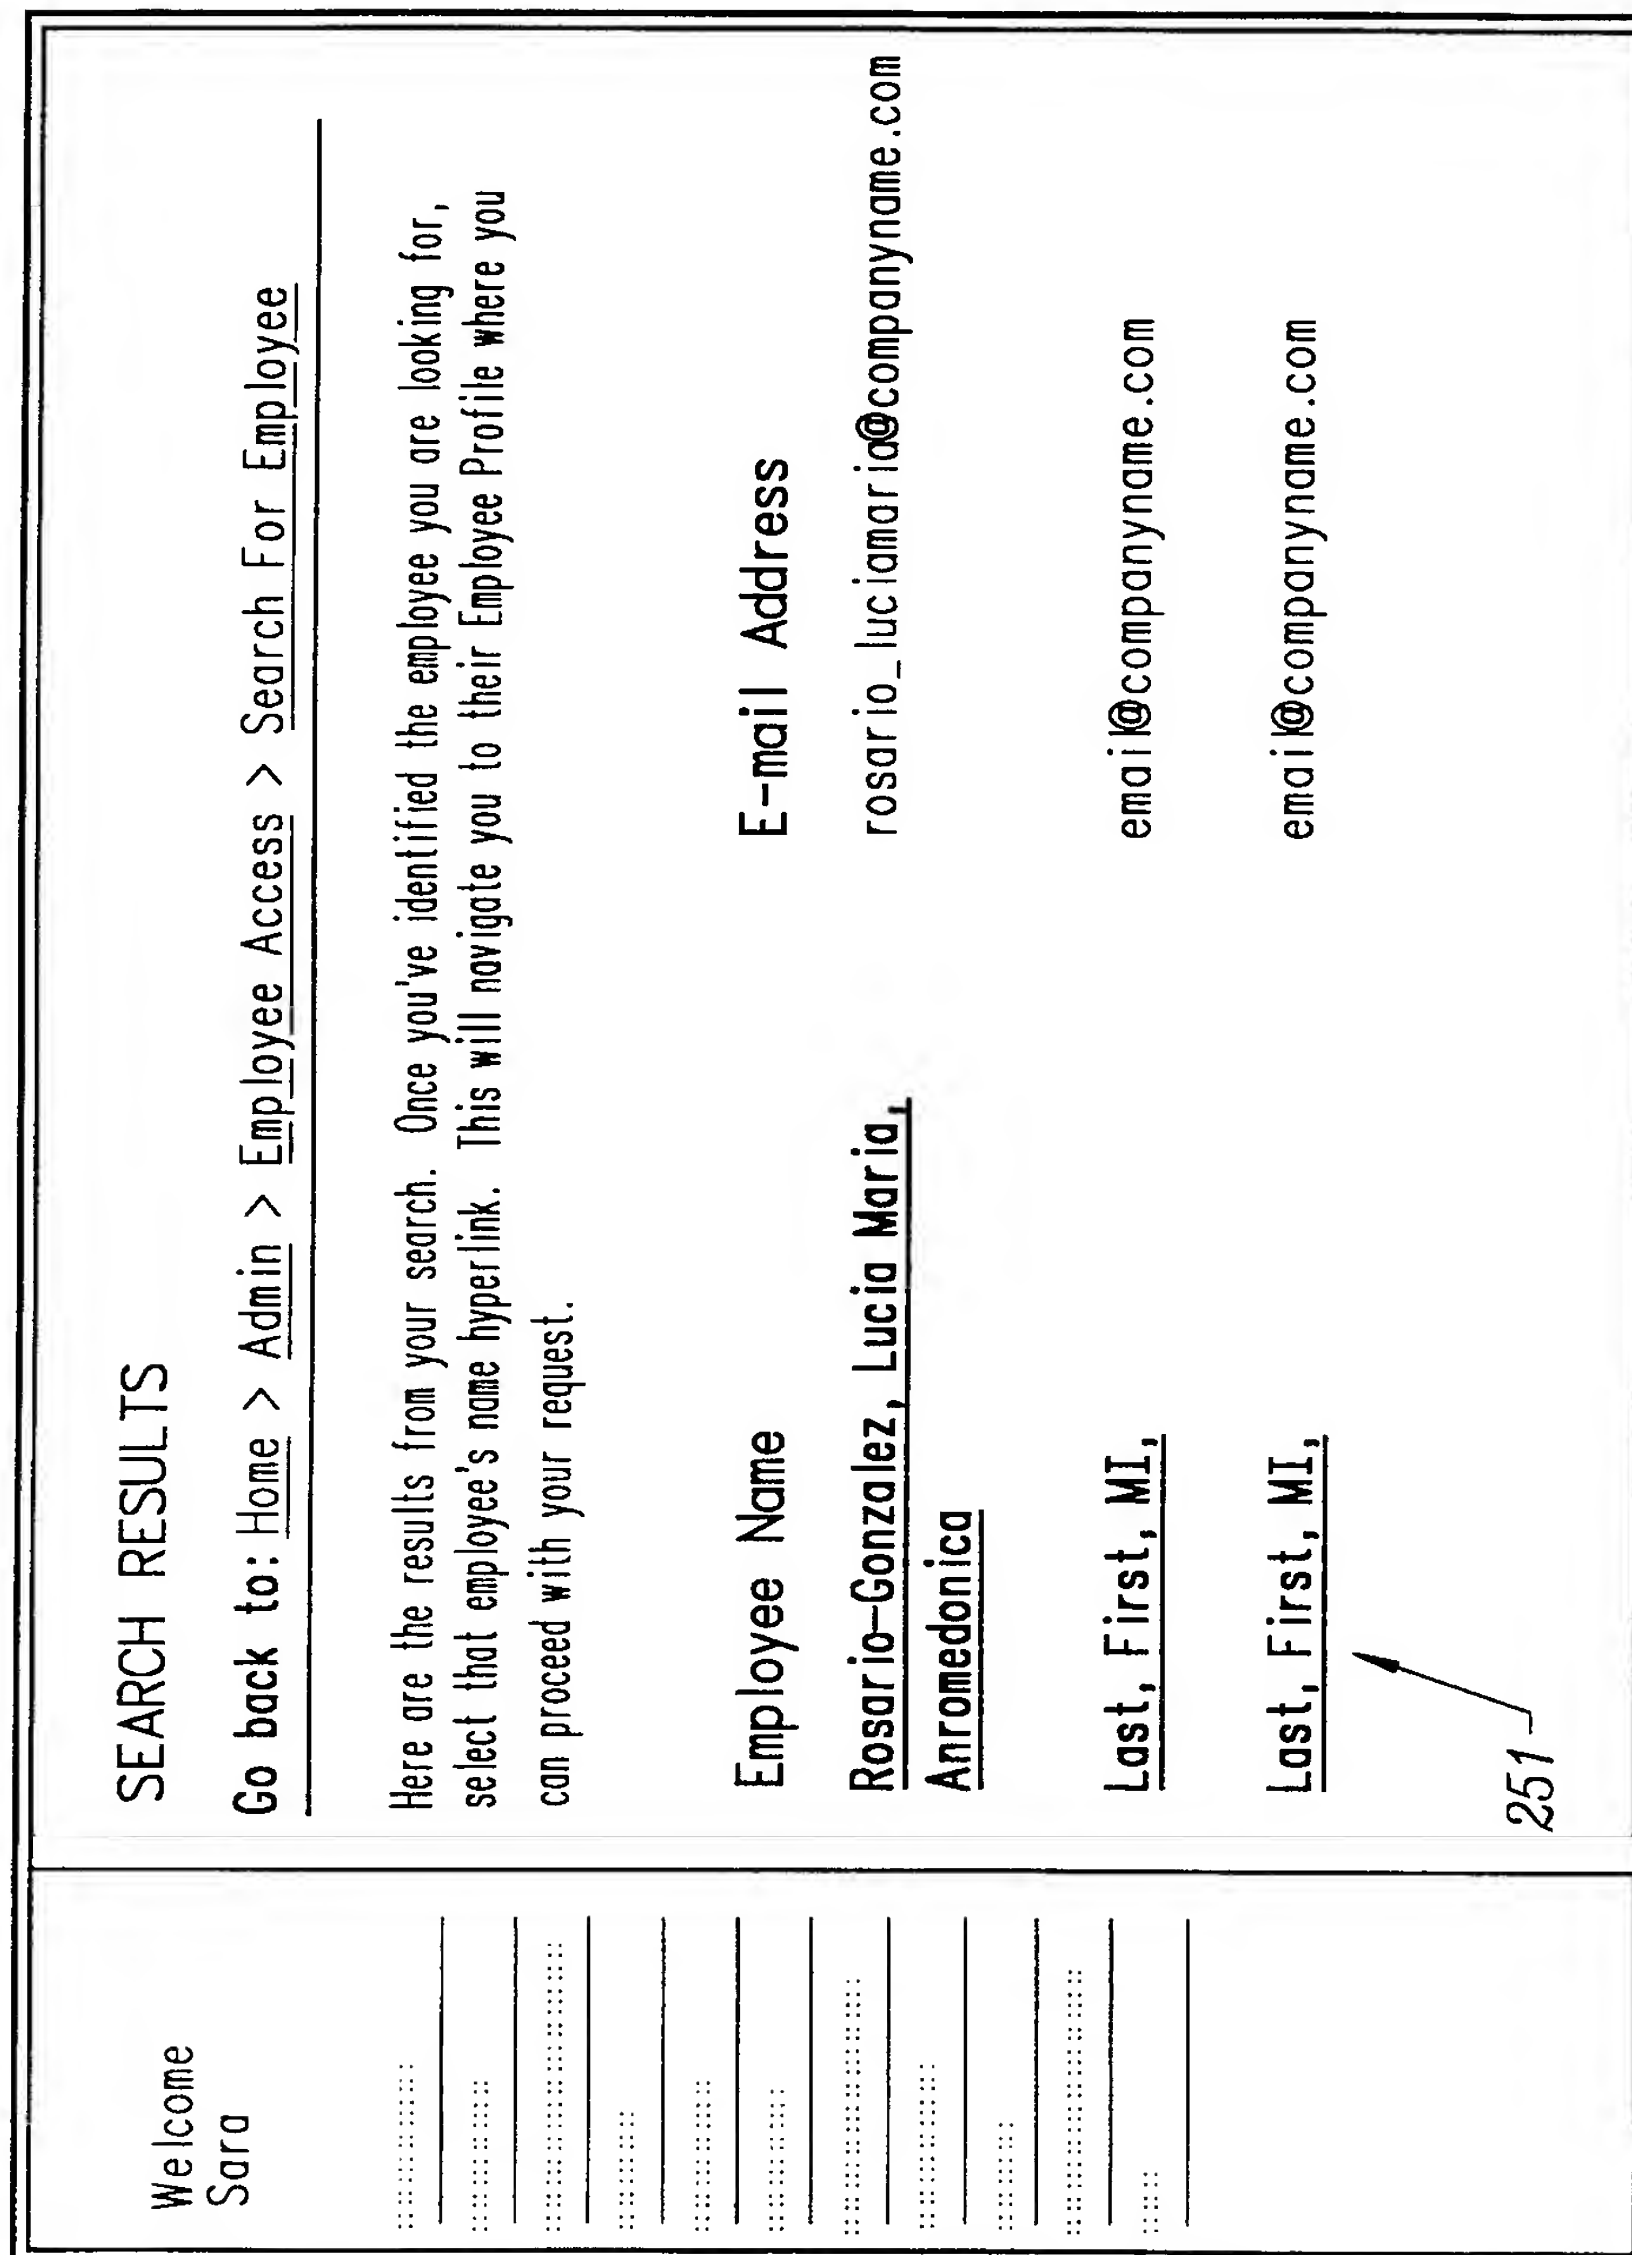 Welcome
Sara
SEARCH RESULTS
Go back to: Home > Admin > Employee Access > Search For Employee
Here are the results from your search. Once you've identified the employee you are looking for,
select that employee's name hyperlink. This will navigate you to their Employee Profile where you
can proceed with your request.
Employee Name E-mail Address
Rosario-Gonzalez, Lucia Maria, rosario_luciamaria@companyname.com
Anromedonica
Last, First, MI, email@companyname.com
Last, First, MI, email@companyname.com
251